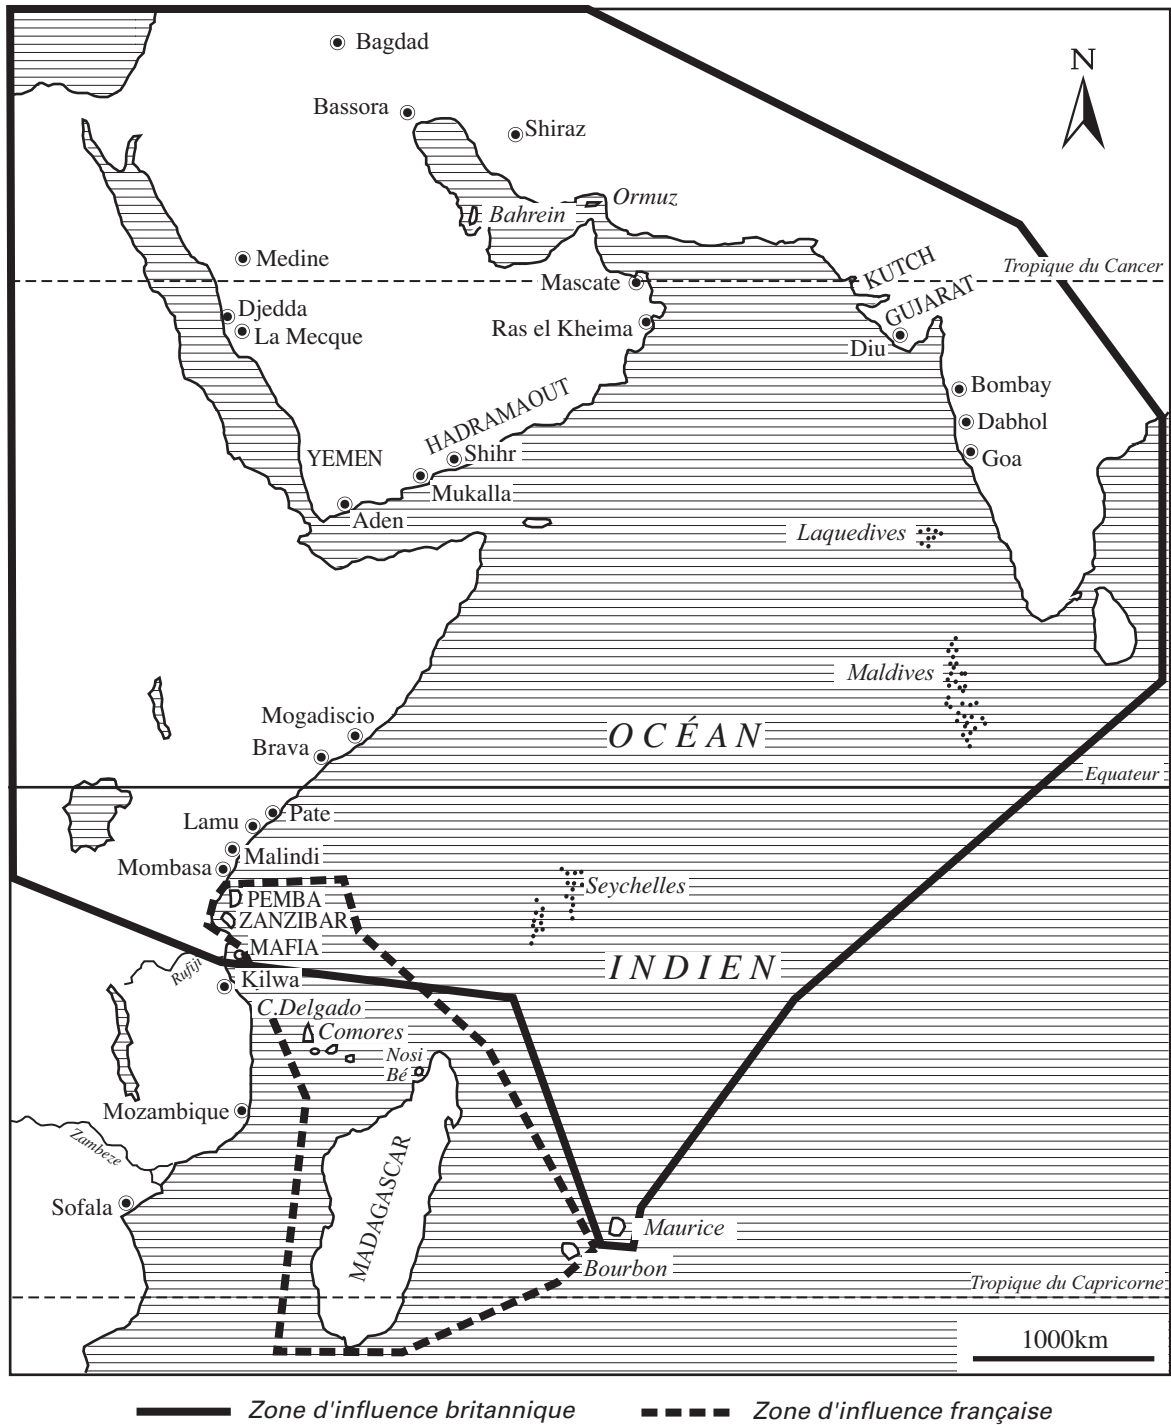 Bagdad
N
Bassora
Shiraz
Ormuz
Bahrein
Medine
KUTCH
Tropique du Cancer
Mascate
GUJARAT
Djedda
Ras el Kheima
La Mecque
Diu
Bombay
HADRAMAOUT
Dabhol
YEMEN
Shihr
Goa
Mukalla
Aden
Laquedives
Maldives
Mogadiscio
OCÉAN
Brava
Equateur
Pate
Lamu
Malindi
Mombasa
Seychelles
PEMBA
ZANZIBAR
MAFIA
INDIEN
Rufiji
Kilwa
C.Delgado
Comores
Nosi
Bé
Mozambique
Zambeze
MADAGASCAR
Sofala
Maurice
Bourbon
Tropique du Capricorne
1000km
Zone d'influence britannique
Zone d'influence française